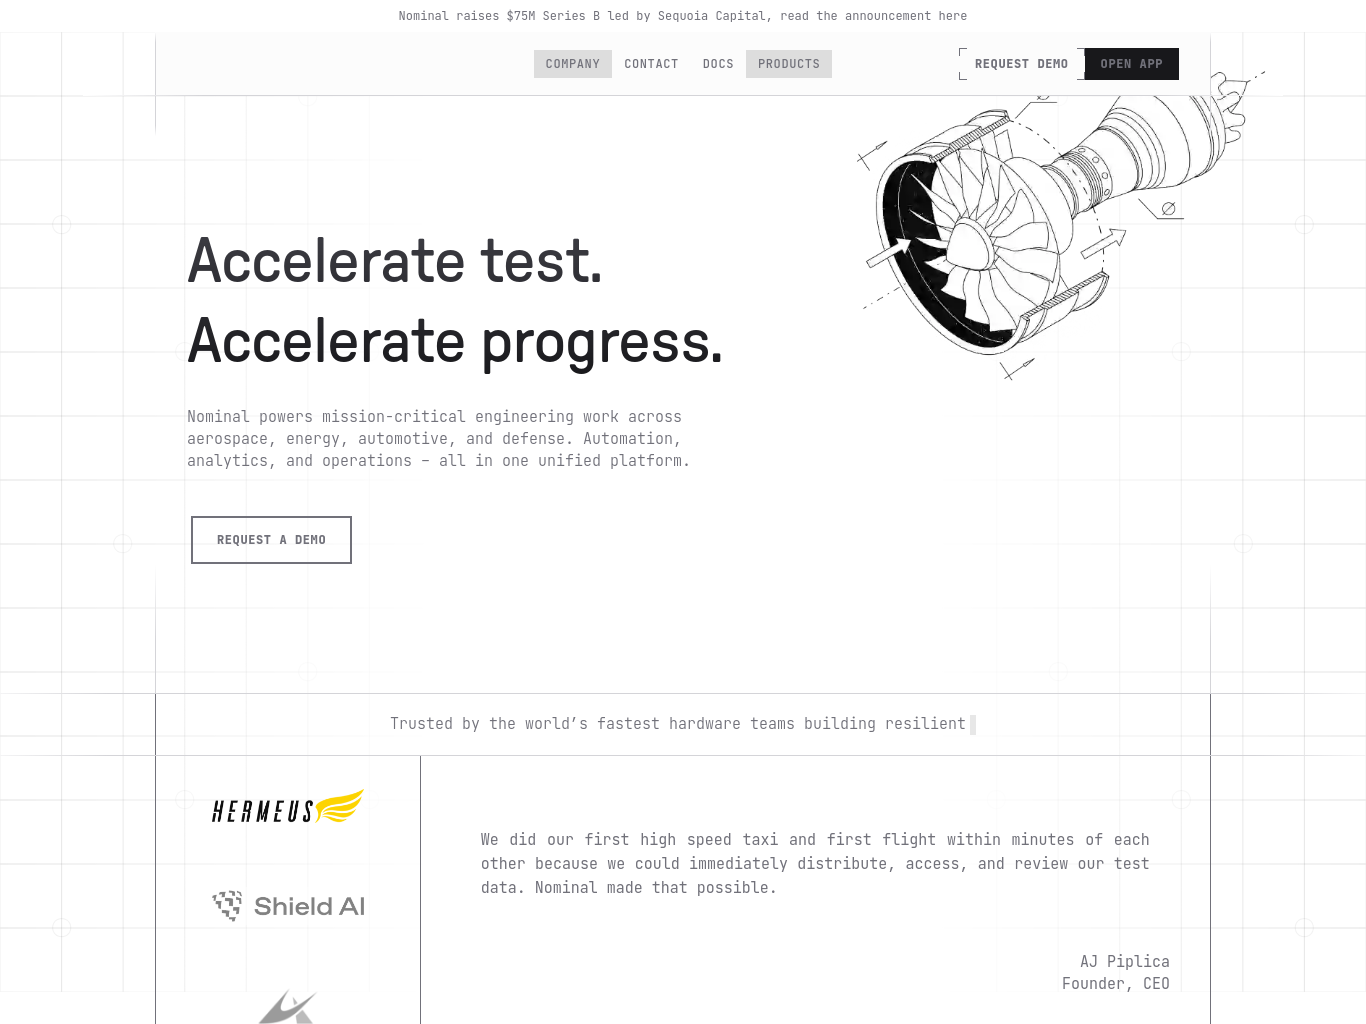 Nominal raises $75M Series B led by Sequoia Capital, read the announcement here
COMPANY CONTACT DOCS PRODUCTS REQUEST DEMO OPEN APP
Accelerate test.
Accelerate progress.
Nominal powers mission-critical engineering work across
aerospace, energy, automotive, and defense. Automation,
analytics, and operations – all in one unified platform.
REQUEST A DEMO
Trusted by the world’s fastest hardware teams building resilient
HERMEUS
Shield AI
We did our first high speed taxi and first flight within minutes of each
other because we could immediately distribute, access, and review our test
data. Nominal made that possible.
AJ Piplica
Founder, CEO